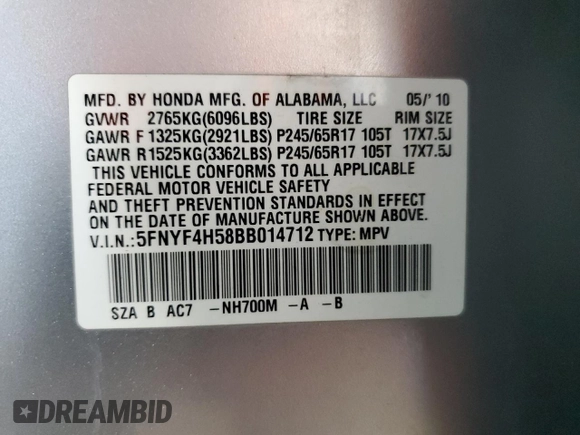 MFD. BY HONDA MFG. OF ALABAMA, LLC 05/' 10
GVWR 2765KG(6096LBS) TIRE SIZE RIM SIZE
GAWR F 1325KG(2921LBS) P245/65R17 105T 17X7.5J
GAWR R1525KG(3362LBS) P245/65R17 105T 17X7.5J
THIS VEHICLE CONFORMS TO ALL APPLICABLE
FEDERAL MOTOR VEHICLE SAFETY
AND THEFT PREVENTION STANDARDS IN EFFECT
ON THE DATE OF MANUFACTURE SHOWN ABOVE.
V.I.N.:5FNYF4H58BB014712 TYPE: MPV
SZA B AC7 -NH700M -A -B
DREAMBID